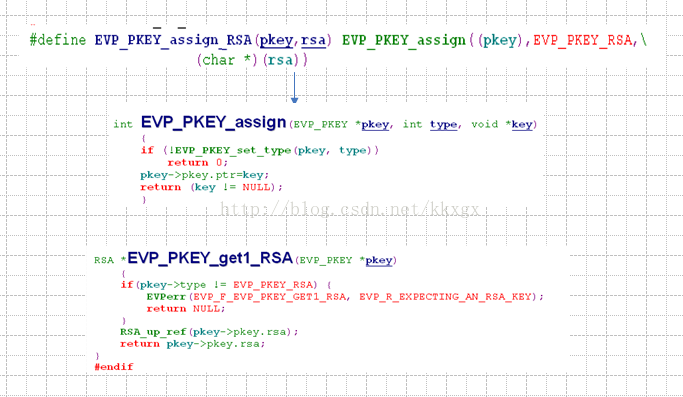 #define EVP_PKEY_assign_RSA(pkey,rsa) EVP_PKEY_assign((pkey),EVP_PKEY_RSA,\
(char *)(rsa))
int EVP_PKEY_assign(EVP_PKEY *pkey, int type, void *key)
{
if (!EVP_PKEY_set_type(pkey, type))
return 0;
pkey->pkey.ptr=key;
return (key != NULL);
}
http://blog.csdn.net/kkxgx
RSA *EVP_PKEY_get1_RSA(EVP_PKEY *pkey)
{
if(pkey->type != EVP_PKEY_RSA) {
EVPerr(EVP_F_EVP_PKEY_GET1_RSA, EVP_R_EXPECTING_AN_RSA_KEY);
return NULL;
}
RSA_up_ref(pkey->pkey.rsa);
return pkey->pkey.rsa;
}
#endif